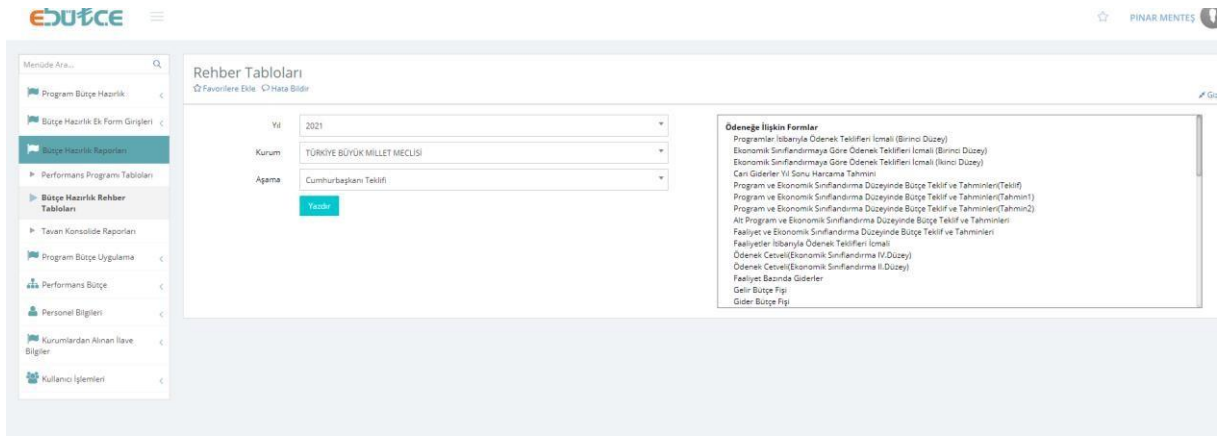 EBÜTCE
PINAR MENTEŞ
Menüde Ara...
Program Bütçe Hazırlık
Bütçe Hazırlık Ek Form Girişleri
Bütçe Hazırlık Raporları
Performans Programı Tabloları
Bütçe Hazırlık Rehber
Tabloları
Tavan Konsolide Raporları
Program Bütçe Uygulama
Performans Bütçe
Personel Bilgileri
Kurumlardan Alınan İlave
Bilgiler
Kullanıcı İşlemleri
Rehber Tabloları
Favorilere Ekle Hata Bildir
Yıl 2021
Kurum TÜRKİYE BÜYÜK MİLLET MECLİSİ
Aşama Cumhurbaşkanı Teklifi
Yazdır
Ödeneğe İlişkin Formlar
Programlar İtibarıyla Ödenek Teklifleri İcmali (Birinci Düzey)
Ekonomik Sınıflandırmaya Göre Ödenek Teklifleri İcmali (Birinci Düzey)
Ekonomik Sınıflandırmaya Göre Ödenek Teklifleri İcmali (İkinci Düzey)
Cari Giderler Yıl Sonu Harcama Tahmini
Program ve Ekonomik Sınıflandırma Düzeyinde Bütçe Teklif ve Tahminleri(Teklif)
Program ve Ekonomik Sınıflandırma Düzeyinde Bütçe Teklif ve Tahminleri(Tahmin1)
Program ve Ekonomik Sınıflandırma Düzeyinde Bütçe Teklif ve Tahminleri(Tahmin2)
Alt Program ve Ekonomik Sınıflandırma Düzeyinde Bütçe Teklif ve Tahminleri
Faaliyet ve Ekonomik Sınıflandırma Düzeyinde Bütçe Teklif ve Tahminleri
Faaliyetler İtibarıyla Ödenek Teklifleri İcmali
Ödenek Cetveli(Ekonomik Sınıflandırma IV.Düzey)
Ödenek Cetveli(Ekonomik Sınıflandırma II.Düzey)
Faaliyet Bazında Giderler
Gelir Bütçe Fişi
Gider Bütçe Fişi